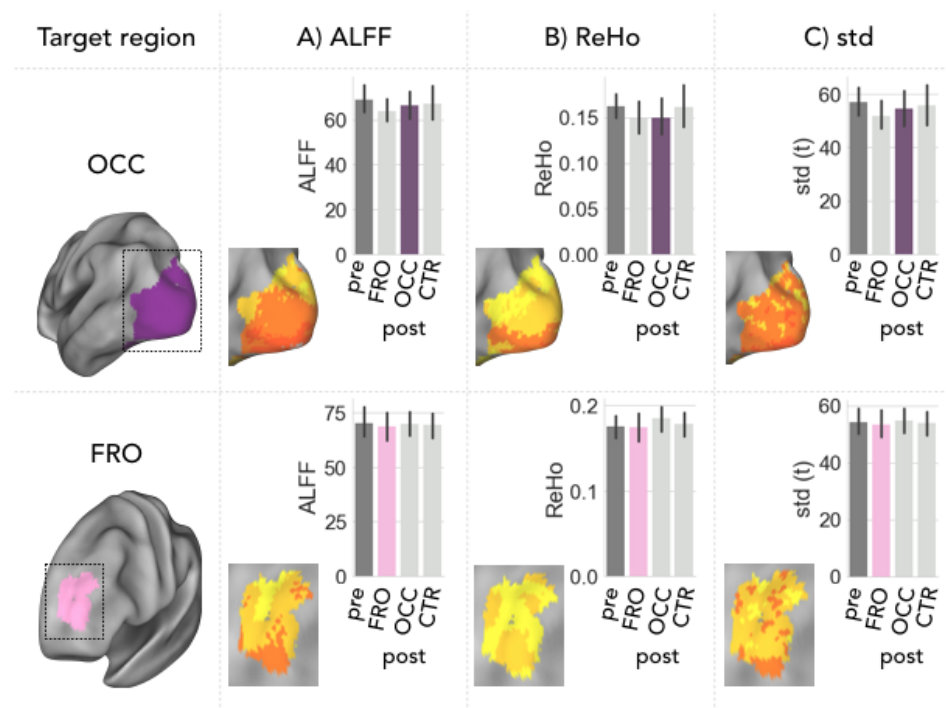 Target region
A) ALFF
B) ReHo
C) std
OCC
ALFF
60
40
20
0
pre
FRO
OCC
CTR
post
ReHo
0.15
0.10
0.05
0.00
pre
FRO
OCC
CTR
post
std (t)
60
40
20
0
pre
FRO
OCC
CTR
post
FRO
ALFF
75
50
25
0
pre
FRO
OCC
CTR
post
ReHo
0.2
0.1
0.0
pre
FRO
OCC
CTR
post
std (t)
60
40
20
0
pre
FRO
OCC
CTR
post